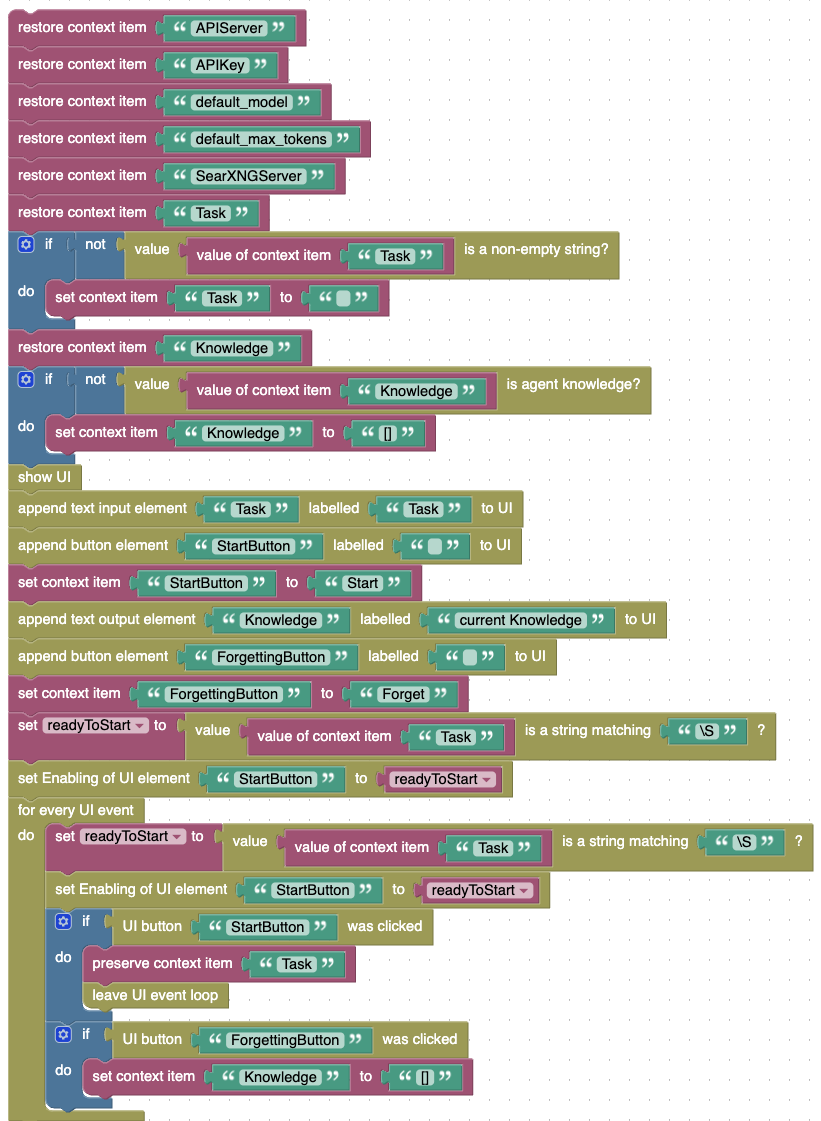 restore context item “ APIServer ”
restore context item “ APIKey ”
restore context item “ default_model ”
restore context item “ default_max_tokens ”
restore context item “ SearXNGServer ”
restore context item “ Task ”
if not value value of context item “ Task ” is a non-empty string?
do set context item “ Task ” to “ ”
restore context item “ Knowledge ”
if not value value of context item “ Knowledge ” is agent knowledge?
do set context item “ Knowledge ” to “ [] ”
show UI
append text input element “ Task ” labelled “ Task ” to UI
append button element “ StartButton ” labelled “ ” to UI
set context item “ StartButton ” to “ Start ”
append text output element “ Knowledge ” labelled “ current Knowledge ” to UI
append button element “ ForgettingButton ” labelled “ ” to UI
set context item “ ForgettingButton ” to “ Forget ”
set readyToStart to value value of context item “ Task ” is a string matching “ \S ” ?
set Enabling of UI element “ StartButton ” to readyToStart
for every UI event
do set readyToStart to value value of context item “ Task ” is a string matching “ \S ” ?
set Enabling of UI element “ StartButton ” to readyToStart
if UI button “ StartButton ” was clicked
do preserve context item “ Task ”
leave UI event loop
if UI button “ ForgettingButton ” was clicked
do set context item “ Knowledge ” to “ [] ”